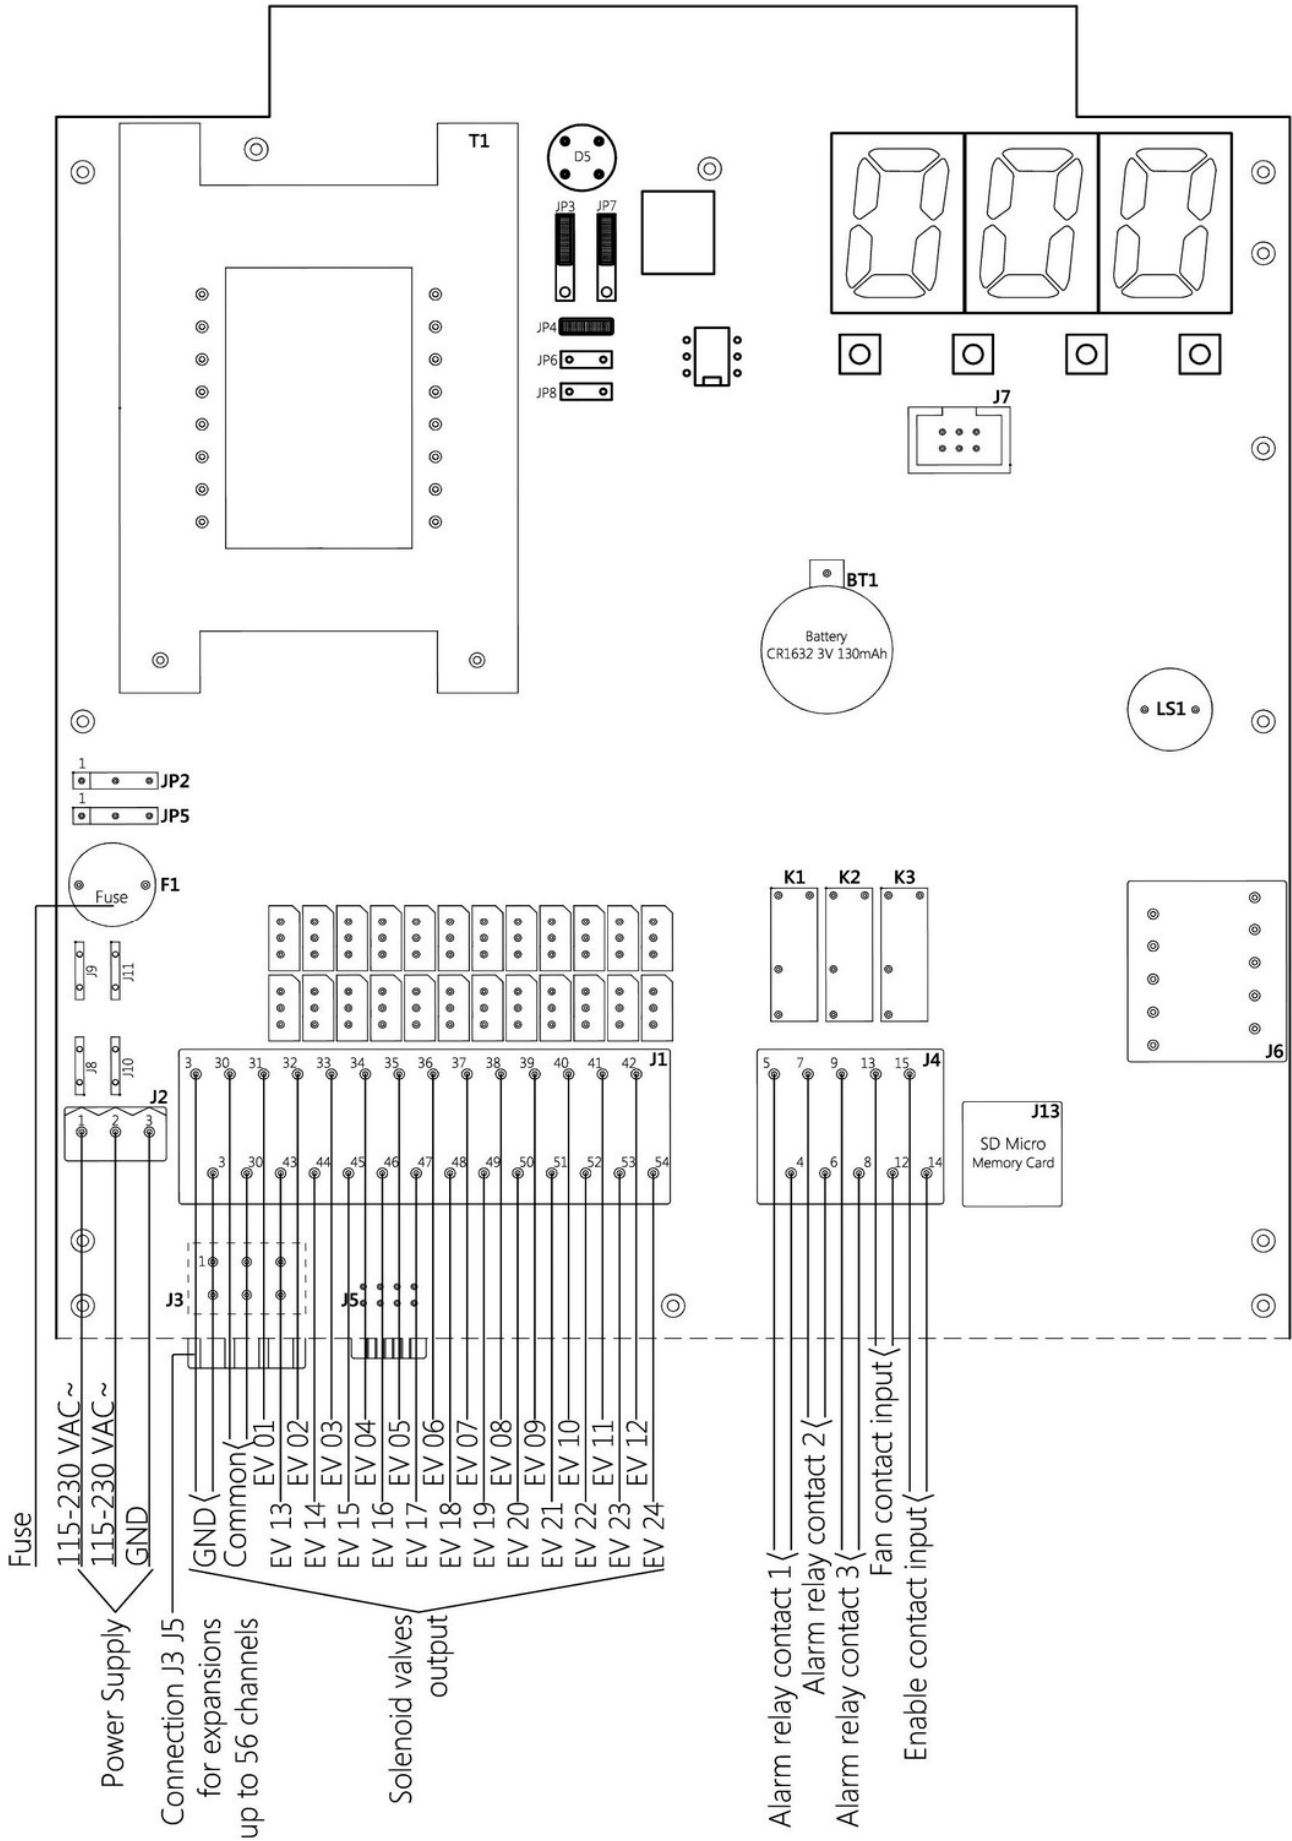 T1
D5
JP3
JP7
JP4
JP6
JP8
J7
BT1
Battery
CR1632 3V 130mAh
LS1
1
JP2
1
JP5
F1
Fuse
K1
K2
K3
J9
J11
J8
J10
J6
J2
1
2
3
3
30
31
32
33
34
35
36
37
38
39
40
41
42
J1
3
30
43
44
45
46
47
48
49
50
51
52
53
54
5
7
9
13
15
J4
4
6
8
12
14
J13
SD Micro
Memory Card
1
J3
J5
Fuse
115-230 VAC~
115-230 VAC~
GND
Power Supply
Connection J3 J5
for expansions
up to 56 channels
GND
Common
EV 01
EV 02
EV 03
EV 04
EV 05
EV 06
EV 07
EV 08
EV 09
EV 10
EV 11
EV 12
EV 13
EV 14
EV 15
EV 16
EV 17
EV 18
EV 19
EV 20
EV 21
EV 22
EV 23
EV 24
Solenoid valves
output
Alarm relay contact 1
Alarm relay contact 2
Alarm relay contact 3
Fan contact input
Enable contact input